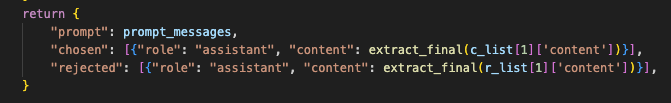 return {
    "prompt": prompt_messages,
    "chosen": [{"role": "assistant", "content": extract_final(c_list[1]['content'])}],
    "rejected": [{"role": "assistant", "content": extract_final(r_list[1]['content'])}],
}